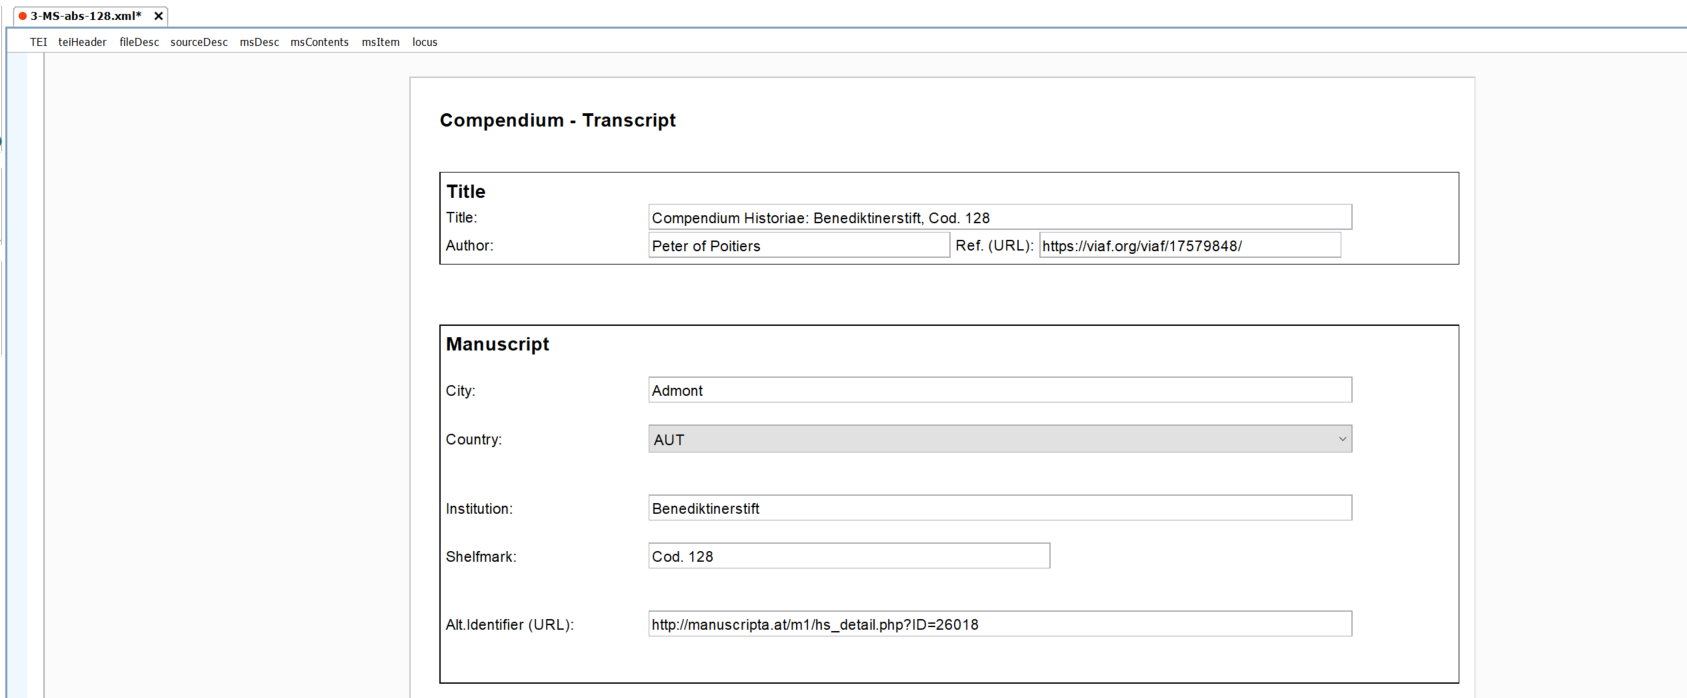 3-MS-abs-128.xml*
TEI teiHeader fileDesc sourceDesc msDesc msContents msItem locus
Compendium - Transcript
Title
Title: Compendium Historiae: Benediktinerstift, Cod. 128
Author: Peter of Poitiers Ref. (URL): https://viaf.org/viaf/17579848/
Manuscript
City: Admont
Country: AUT
Institution: Benediktinerstift
Shelfmark: Cod. 128
Alt.Identifier (URL): http://manuscripta.at/m1/hs_detail.php?ID=26018